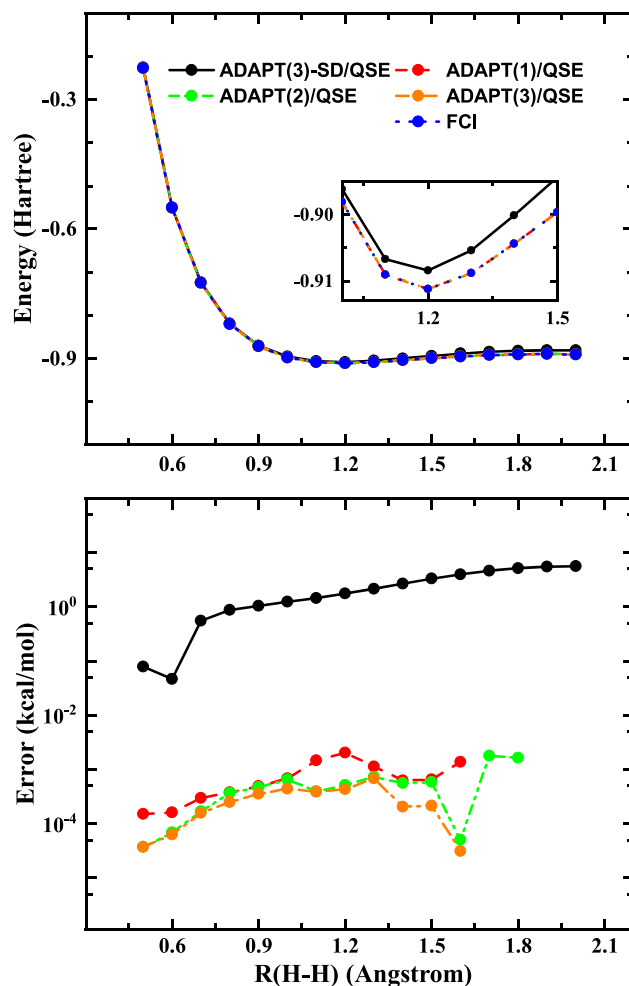 ADAPT(3)-SD/QSE ADAPT(1)/QSE
ADAPT(2)/QSE ADAPT(3)/QSE
FCI
Energy (Hartree)
-0.3
-0.6
-0.9
-0.90
-0.91
1.2 1.5
0.6 0.9 1.2 1.5 1.8 2.1
Error (kcal/mol)
10^0
10^-2
10^-4
0.6 0.9 1.2 1.5 1.8 2.1
R(H-H) (Angstrom)